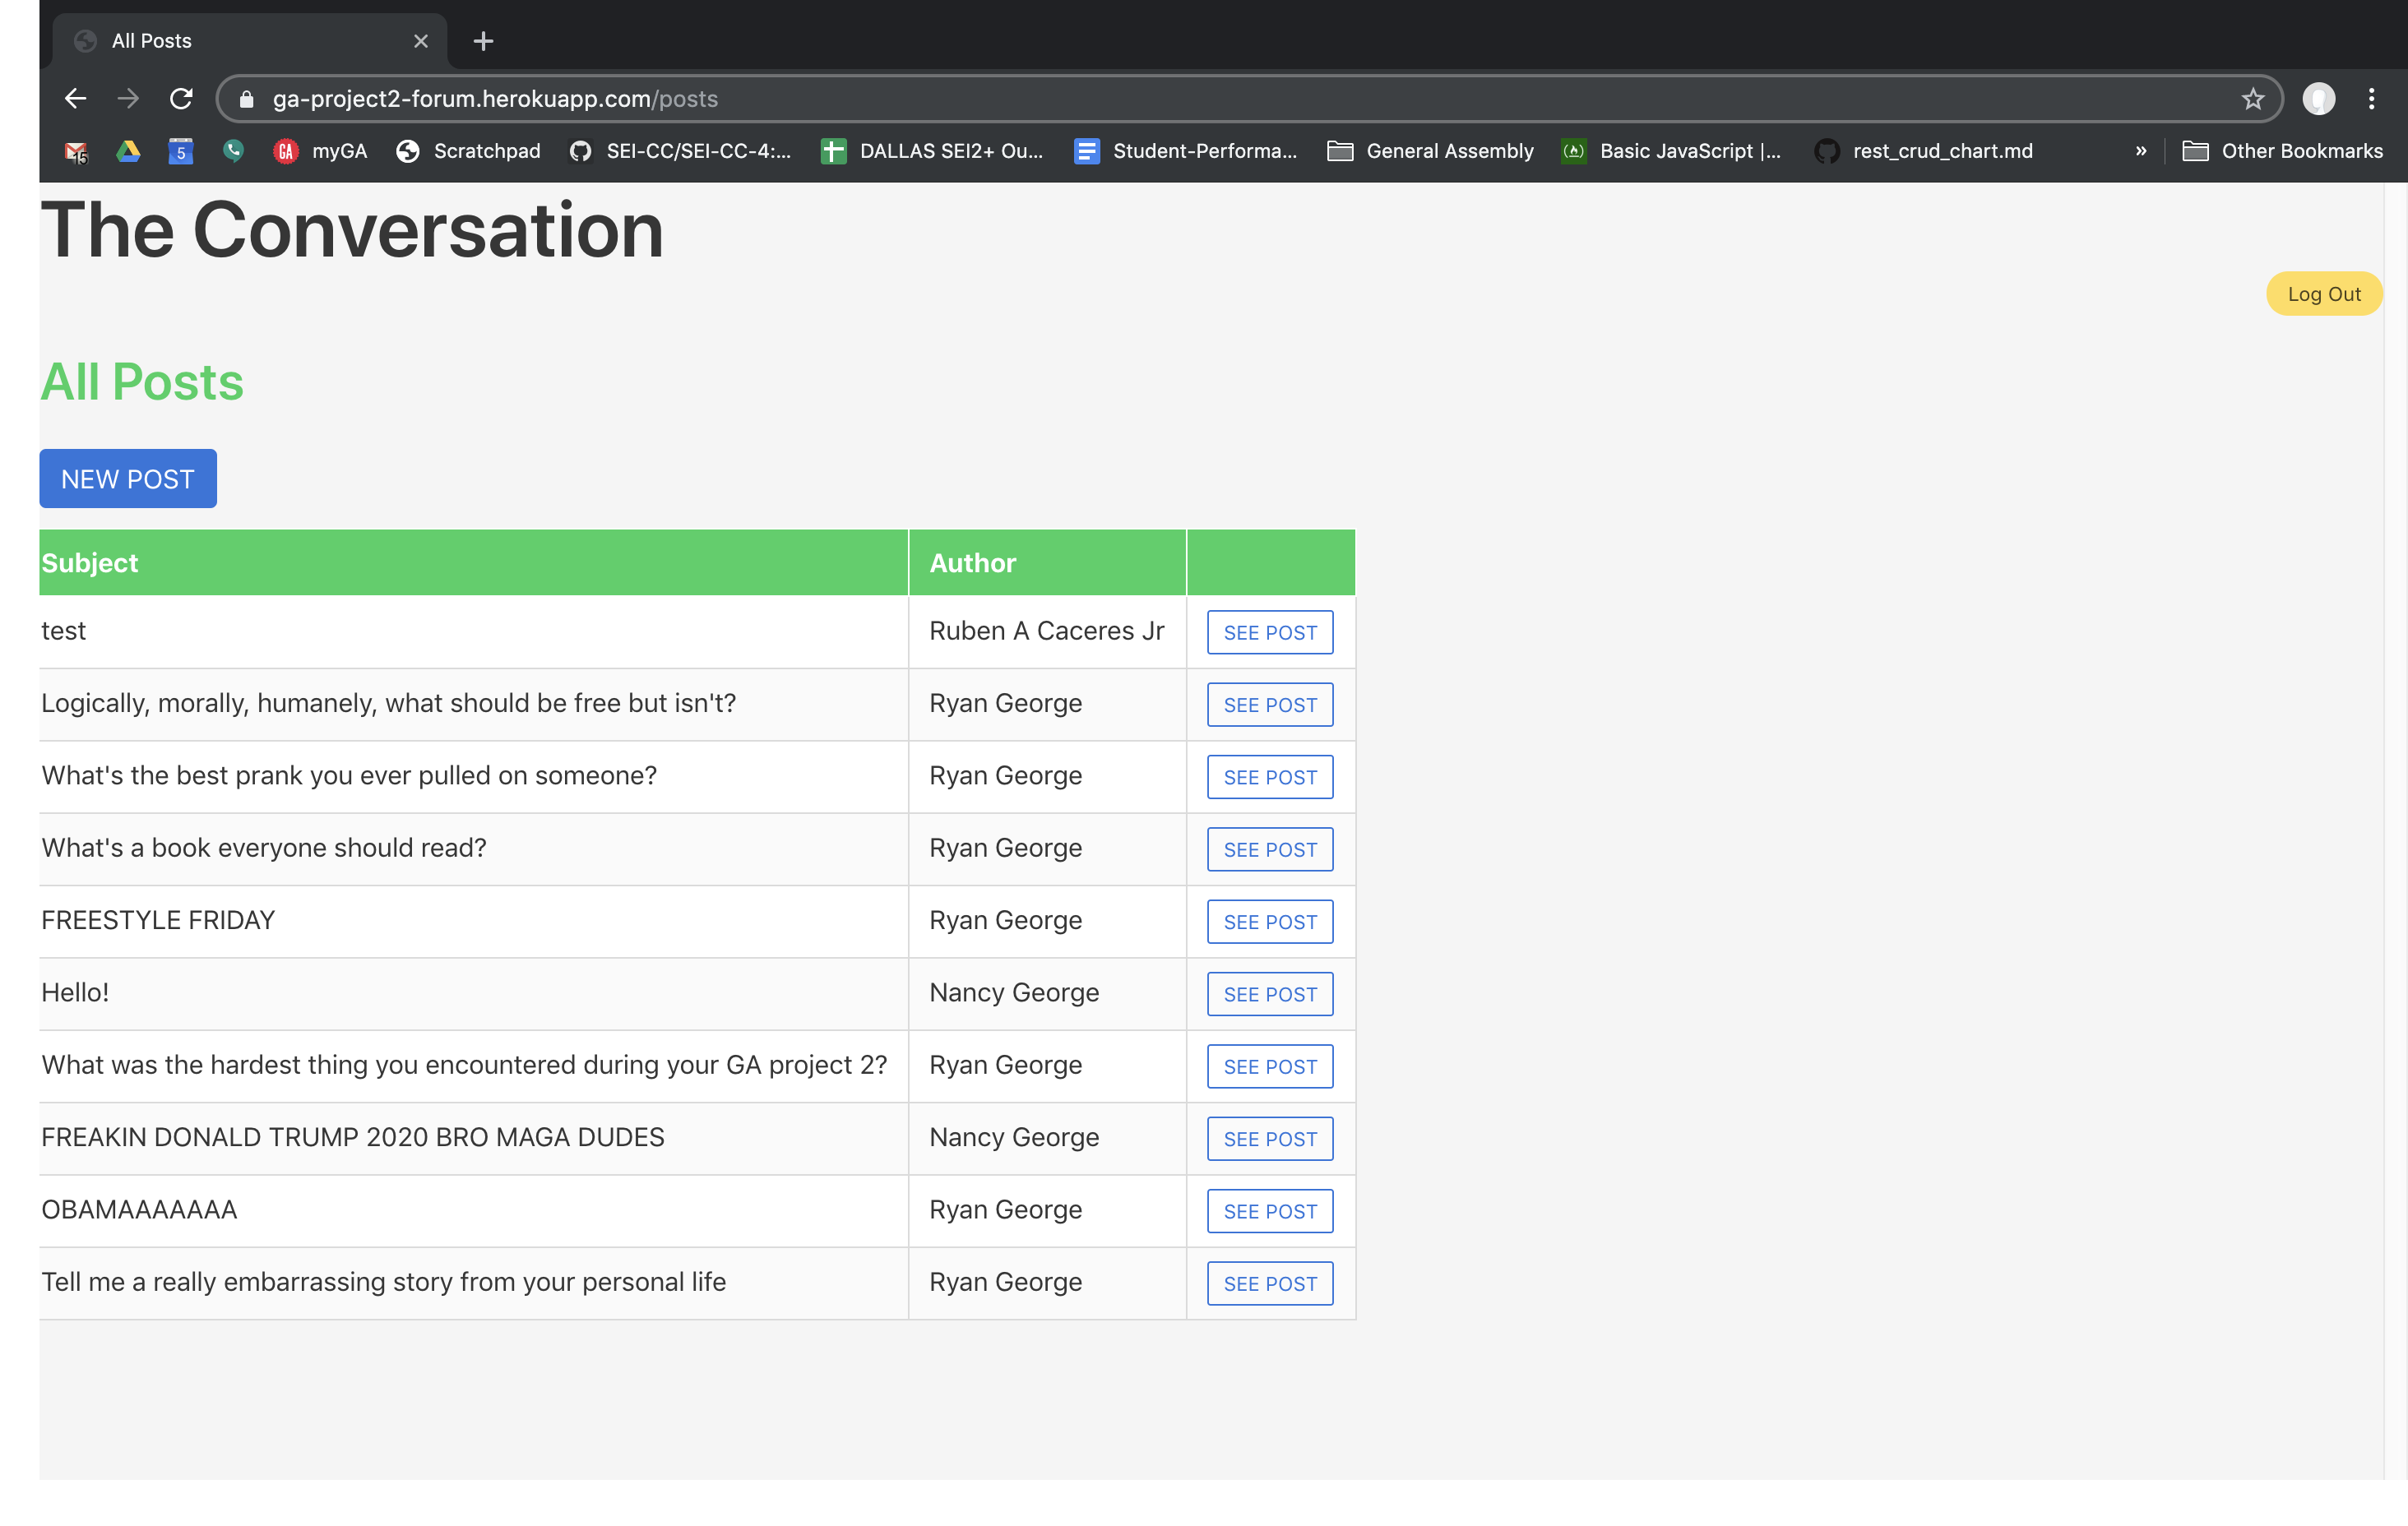 All Posts
ga-project2-forum.herokuapp.com/posts
15 5 GA myGA Scratchpad SEI-CC/SEI-CC-4:... DALLAS SEI2+ Ou... Student-Performa... General Assembly Basic JavaScript |... rest_crud_chart.md » Other Bookmarks
The Conversation
Log Out
All Posts
NEW POST
Subject Author
test Ruben A Caceres Jr SEE POST
Logically, morally, humanely, what should be free but isn't? Ryan George SEE POST
What's the best prank you ever pulled on someone? Ryan George SEE POST
What's a book everyone should read? Ryan George SEE POST
FREESTYLE FRIDAY Ryan George SEE POST
Hello! Nancy George SEE POST
What was the hardest thing you encountered during your GA project 2? Ryan George SEE POST
FREAKIN DONALD TRUMP 2020 BRO MAGA DUDES Nancy George SEE POST
OBAMAAAAAAA Ryan George SEE POST
Tell me a really embarrassing story from your personal life Ryan George SEE POST